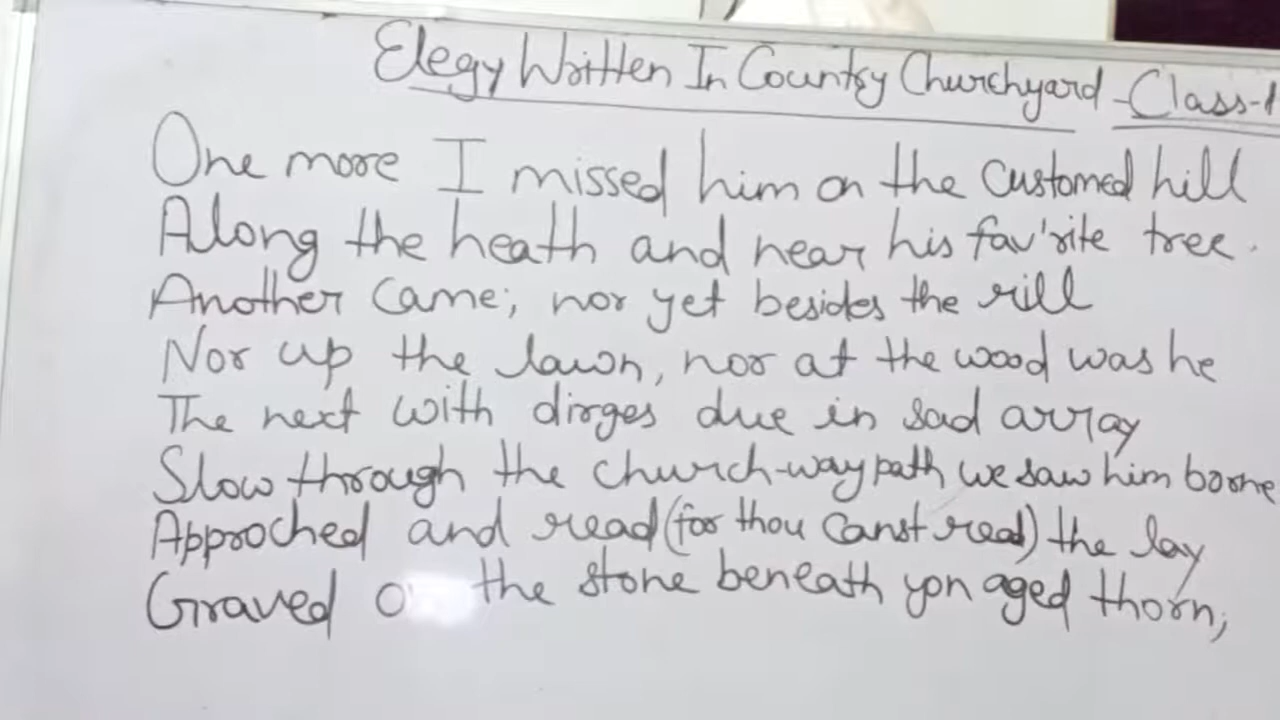 Elegy Written In Country Churchyard - Class-1
One more I missed him on the customed hill
Along the heath and near his fav'rite tree.
Another came; nor yet besides the rill
Nor up the lawn, nor at the wood was he
The next with dirges due in sad array
Slow through the church-way path we saw him borne
Approched and read (for thou canst read) the lay
Graved on the stone beneath yon aged thorn;